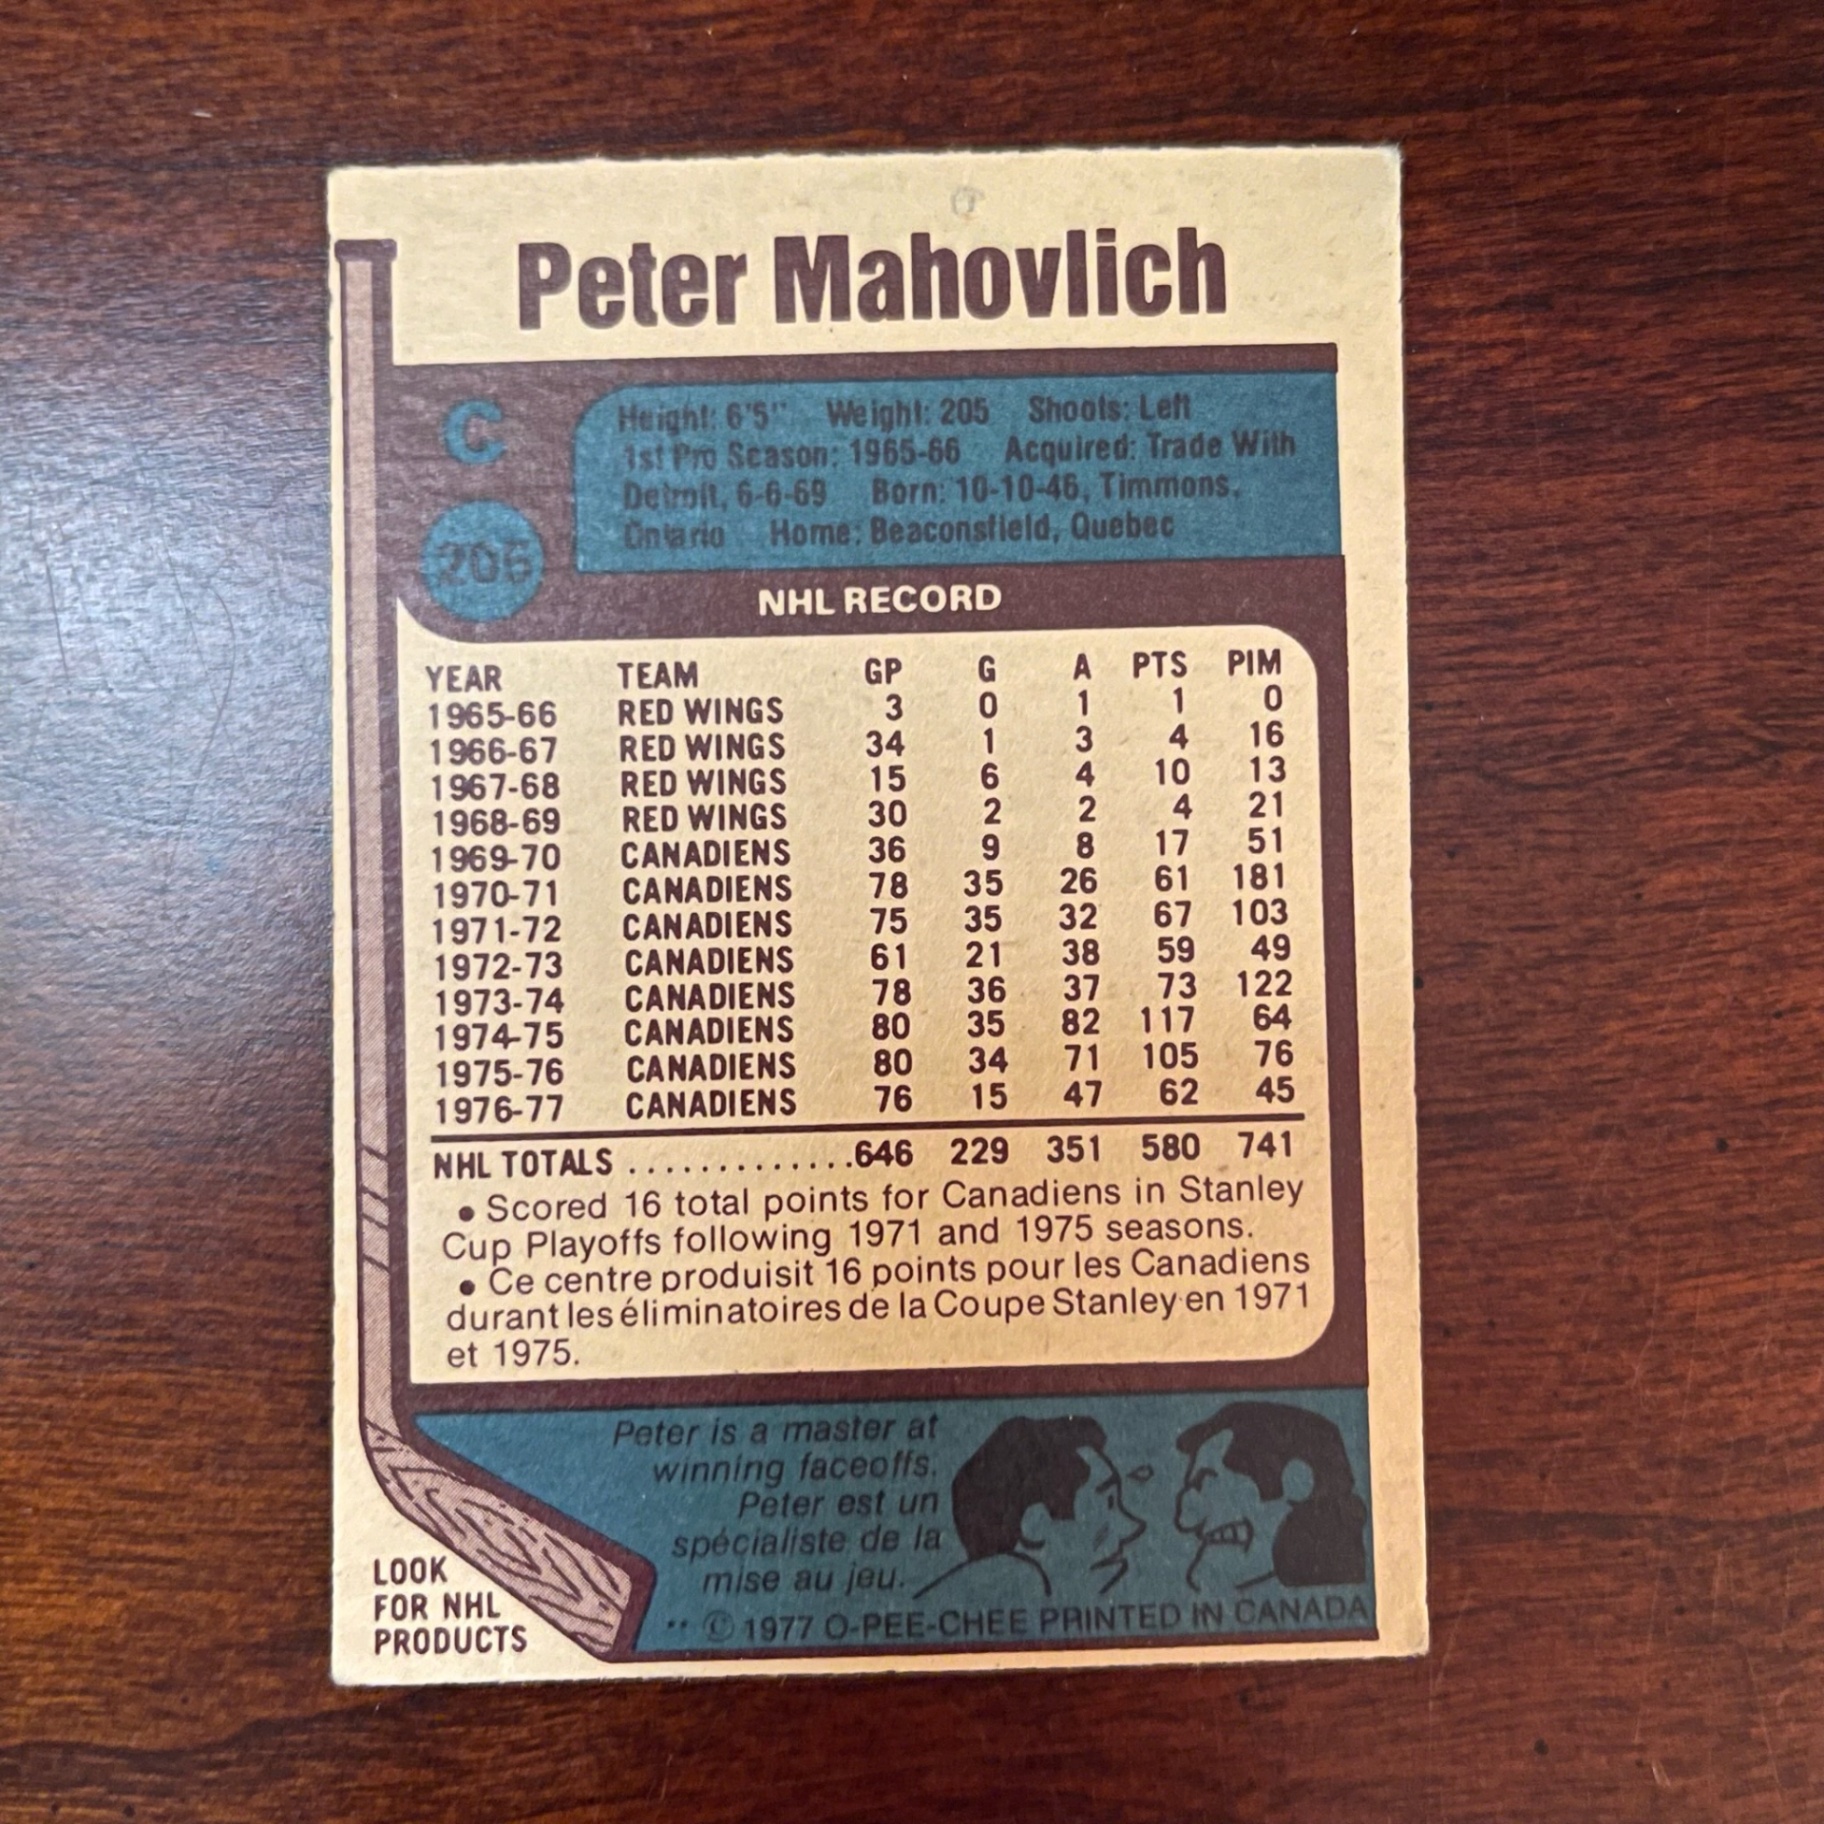 Peter Mahovlich
C
Height: 6'5" Weight: 205 Shoots: Left
1st Pro Season: 1965-66 Acquired: Trade With
Detroit, 6-6-69 Born: 10-10-46, Timmons,
Ontario Home: Beaconsfield, Quebec
205
NHL RECORD
YEAR TEAM GP G A PTS PIM
1965-66 RED WINGS 3 0 1 1 0
1966-67 RED WINGS 34 1 3 4 16
1967-68 RED WINGS 15 6 4 10 13
1968-69 RED WINGS 30 2 2 4 21
1969-70 CANADIENS 36 9 8 17 51
1970-71 CANADIENS 78 35 26 61 181
1971-72 CANADIENS 75 35 32 67 103
1972-73 CANADIENS 61 21 38 59 49
1973-74 CANADIENS 78 36 37 73 122
1974-75 CANADIENS 80 35 82 117 64
1975-76 CANADIENS 80 34 71 105 76
1976-77 CANADIENS 76 15 47 62 45
NHL TOTALS .............646 229 351 580 741
• Scored 16 total points for Canadiens in Stanley
Cup Playoffs following 1971 and 1975 seasons.
• Ce centre produisit 16 points pour les Canadiens
durant les éliminatoires de la Coupe Stanley en 1971
et 1975.
Peter is a master at
winning faceoffs.
Peter est un
spécialiste de la
mise au jeu.
LOOK
FOR NHL
PRODUCTS
** © 1977 O-PEE-CHEE PRINTED IN CANADA